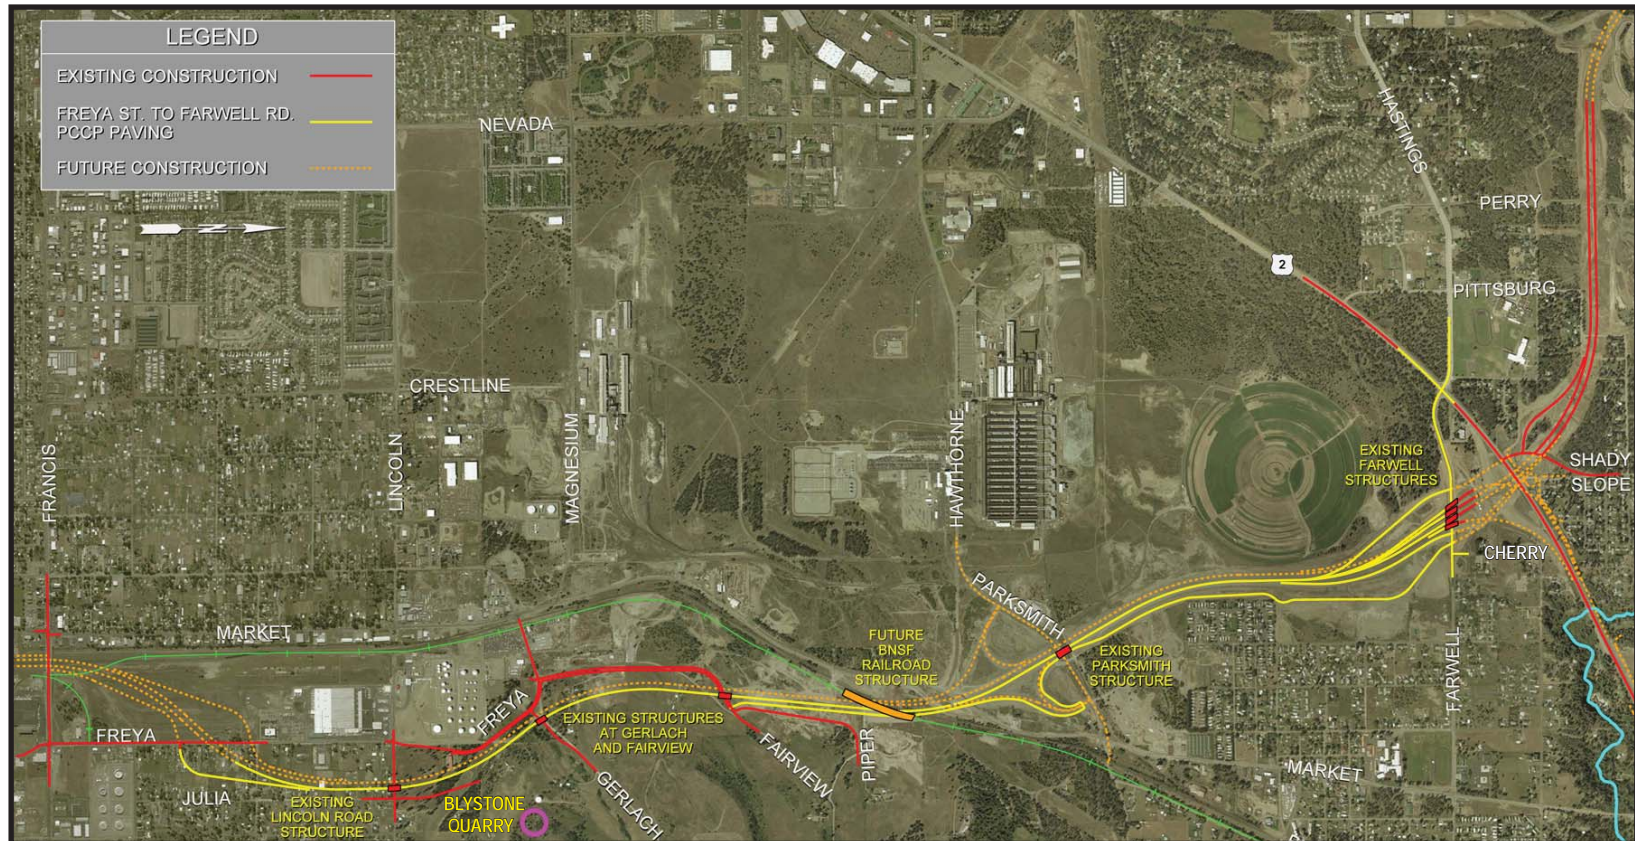 LEGEND
EXISTING CONSTRUCTION
FREYA ST. TO FARWELL RD.
PCCP PAVING
FUTURE CONSTRUCTION
N
NEVADA
HASTINGS
PERRY
2
PITTSBURG
CRESTLINE
FRANCIS
LINCOLN
MAGNESIUM
HAWTHORNE
EXISTING
FARWELL
STRUCTURES
SHADY
SLOPE
CHERRY
PARKSMITH
MARKET
FUTURE
BNSF
RAILROAD
STRUCTURE
EXISTING
PARKSMITH
STRUCTURE
FARWELL
FREYA
FREYA
EXISTING STRUCTURES
AT GERLACH
AND FAIRVIEW
FAIRVIEW
PIPER
MARKET
JULIA
EXISTING
LINCOLN ROAD
STRUCTURE
BLYSTONE
QUARRY
GERLACH